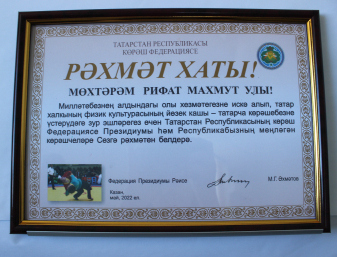 ТАТАРСТАН РЕСПУБЛИКАСЫ
КӨРӘШ ФЕДЕРАЦИЯСЕ
РӘХМӘТ ХАТЫ!
МӨХТӘРӘМ РИФАТ МАХМУТ УЛЫ!
Милләтебезнең алдындагы олы хезмәтегезне искә алып, татар
халкының физик культурасының йөзек кашы – татарча көрәшебезне
үстерүдәге зур эшләрегез өчен Татарстан Республикасының көрәш
Федерациясе Президиумы һәм Республикабызның меңләгән
көрәшчеләре Сезгә рәхмәтен белдерә.
Федерация Президиумы Рәисе
М.Г.Әхмәтов
Казан,
май, 2022 ел.